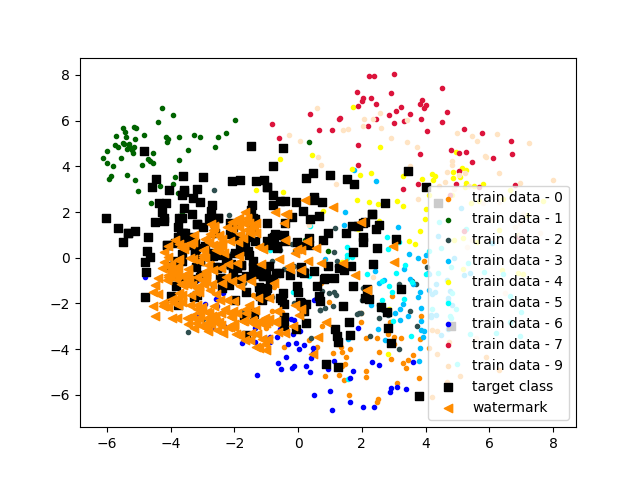 8
6
4
2
0
−2
−4
−6
−6
−4
−2
0
2
4
6
8
train data - 0
train data - 1
train data - 2
train data - 3
train data - 4
train data - 5
train data - 6
train data - 7
train data - 9
target class
watermark